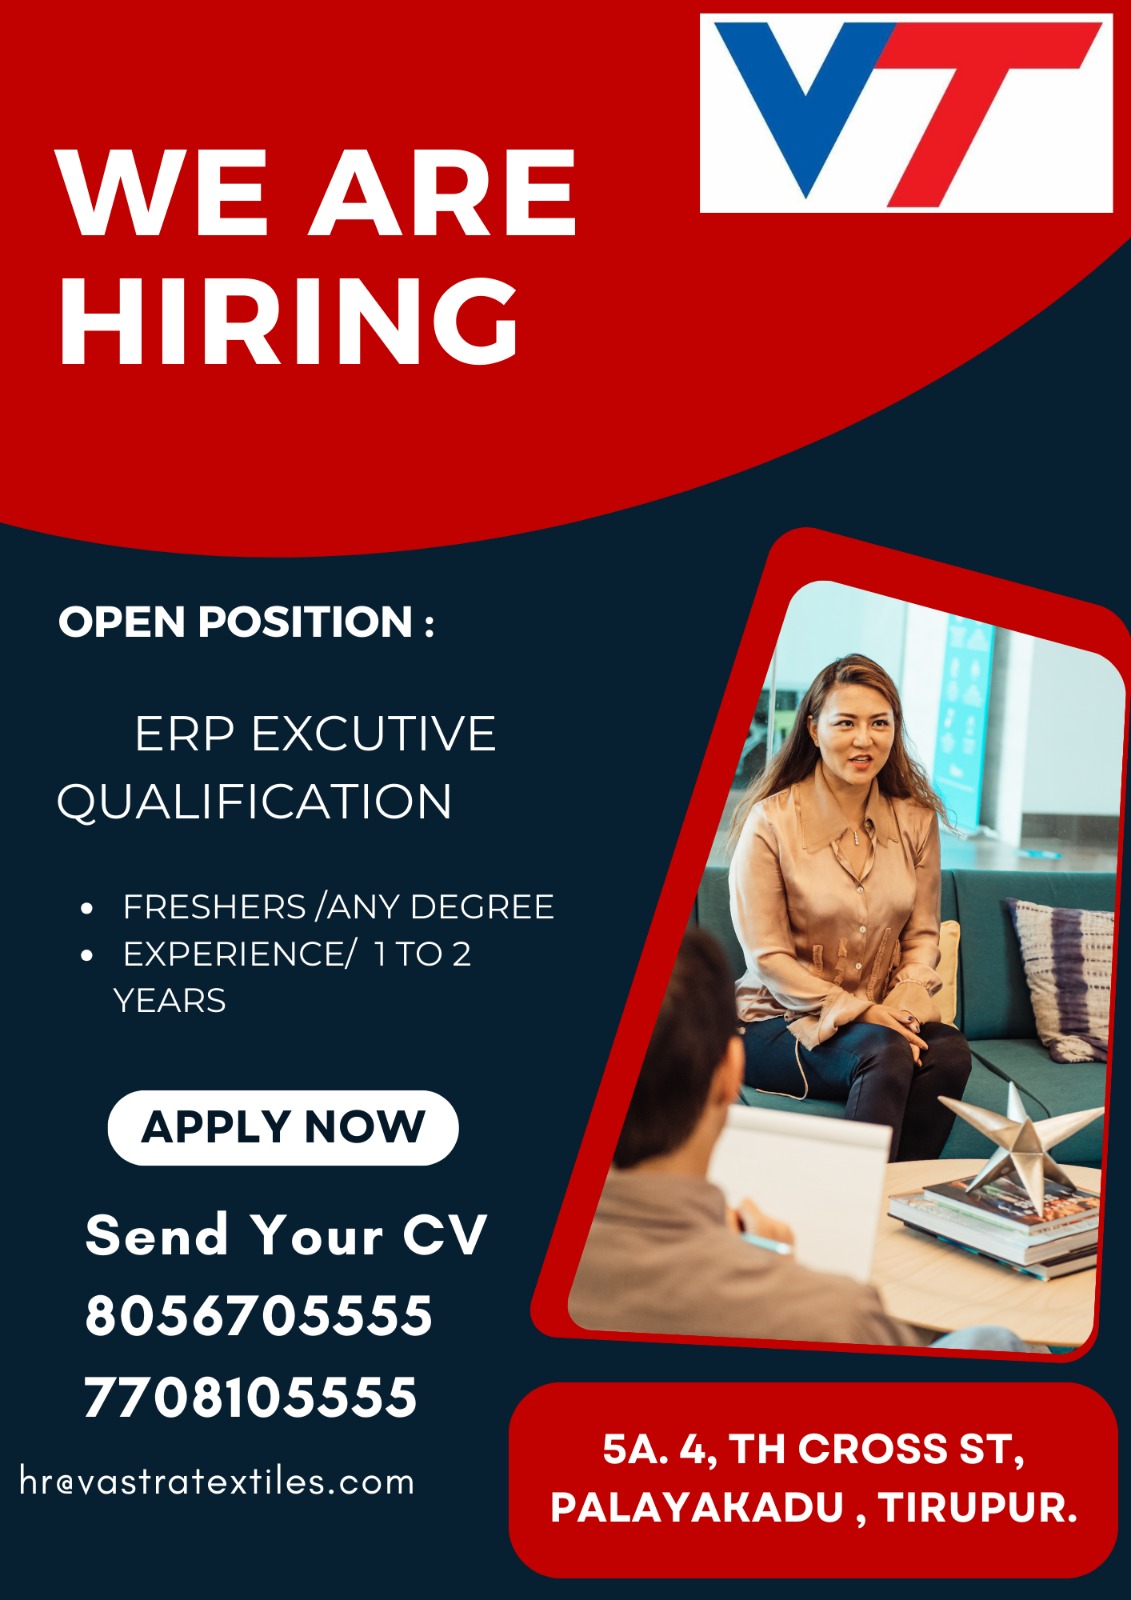 VT
WE ARE
HIRING
OPEN POSITION :
ERP EXCUTIVE
QUALIFICATION
• FRESHERS /ANY DEGREE
• EXPERIENCE/ 1 TO 2
YEARS
APPLY NOW
Send Your CV
8056705555
7708105555
hr@vastratextiles.com
5A. 4, TH CROSS ST,
PALAYAKADU , TIRUPUR.